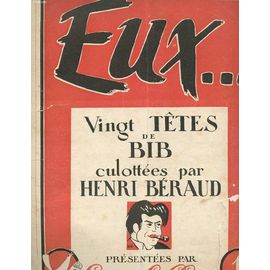 Eux...
Vingt TÊTES
DE
BIB
culottées par
HENRI BÉRAUD
PRÉSENTÉES PAR